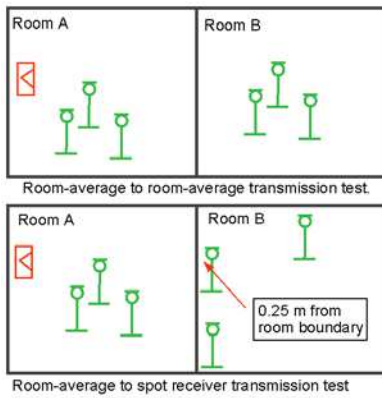 Room A
Room B
Room-average to room-average transmission test.
Room A
Room B
0.25 m from
room boundary
Room-average to spot receiver transmission test